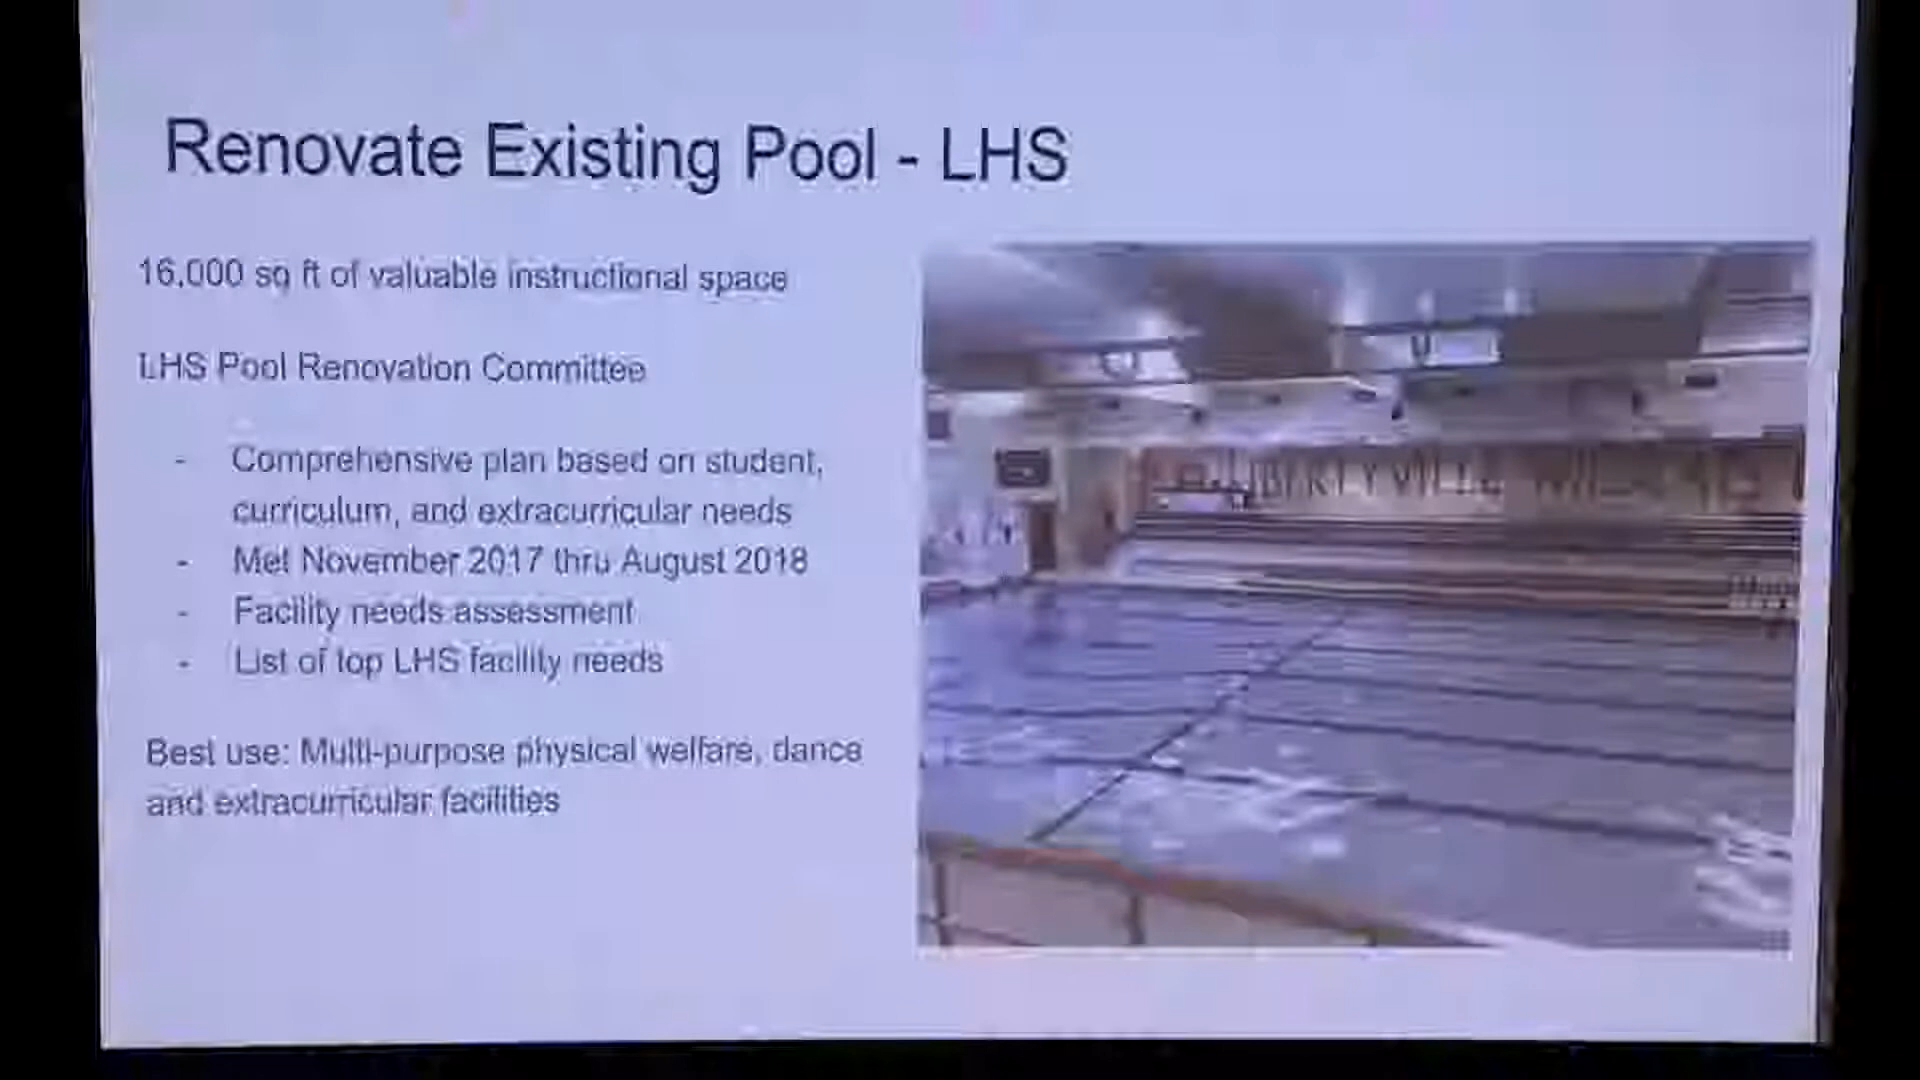 Renovate Existing Pool - LHS
16,000 sq ft of valuable instructional space
LHS Pool Renovation Committee
- Comprehensive plan based on student,
curriculum, and extracurricular needs
- Met November 2017 thru August 2018
- Facility needs assessment
- List of top LHS facility needs
Best use: Multi-purpose physical welfare, dance
and extracurricular facilities
LIBERTYVILLE